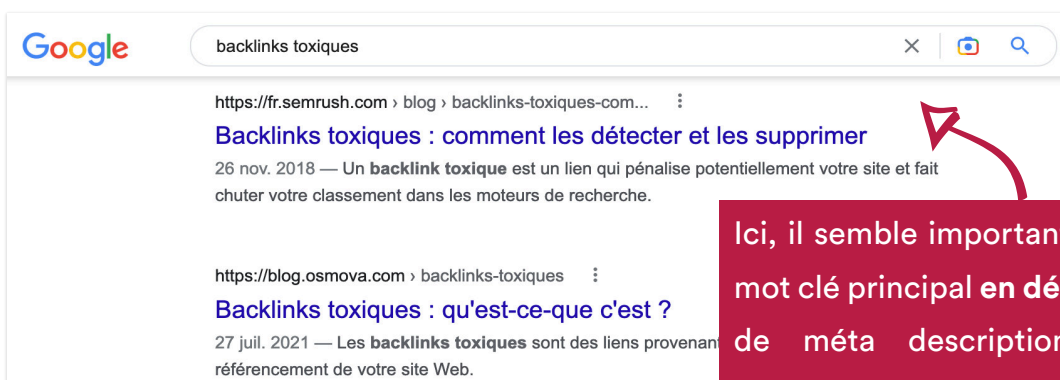 Google
backlinks toxiques
https://fr.semrush.com › blog › backlinks-toxiques-com...
Backlinks toxiques : comment les détecter et les supprimer
26 nov. 2018 — Un backlink toxique est un lien qui pénalise potentiellement votre site et fait
chuter votre classement dans les moteurs de recherche.
https://blog.osmova.com › backlinks-toxiques
Backlinks toxiques : qu'est-ce-que c'est ?
27 juil. 2021 — Les backlinks toxiques sont des liens provenant
référencement de votre site Web.
Ici, il semble important
mot clé principal en dé
de méta description